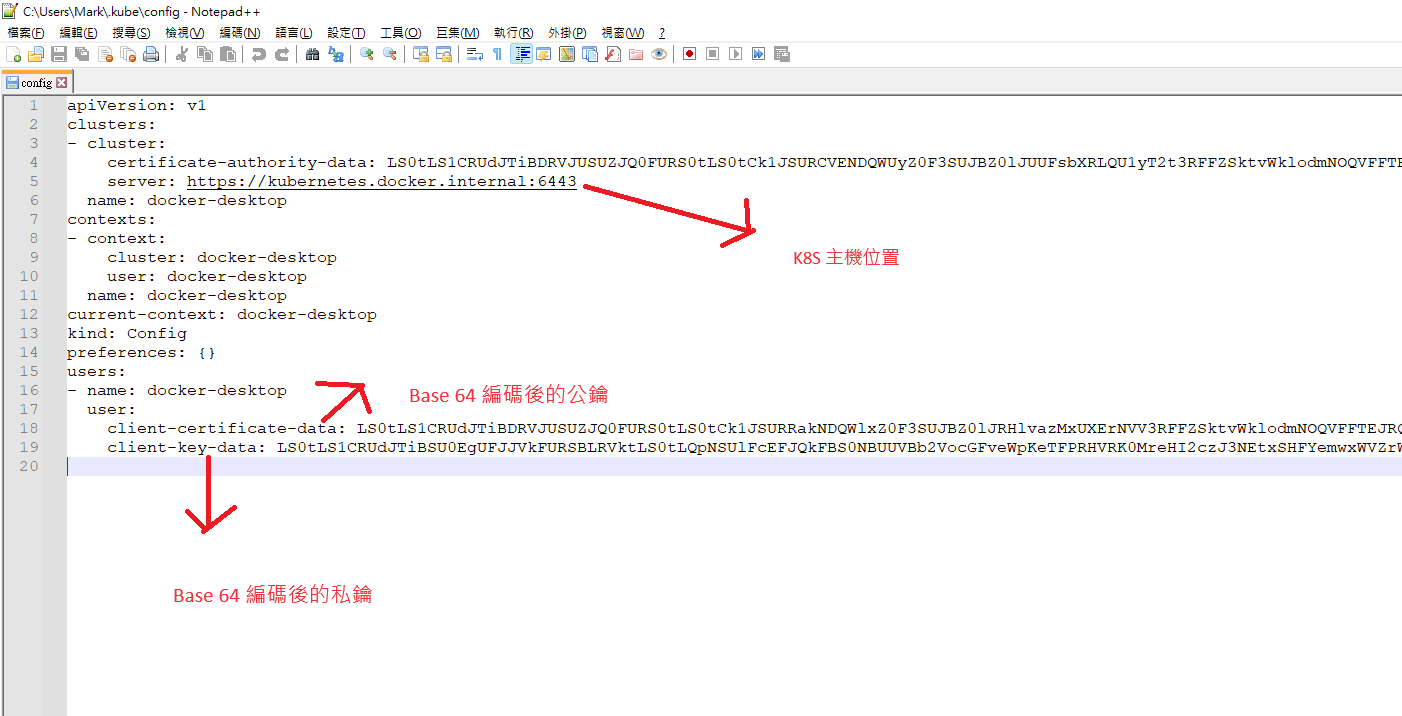 C:\Users\Mark\.kube\config - Notepad++
檔案(F) 編輯(E) 搜尋(S) 檢視(V) 編碼(N) 語言(L) 設定(T) 工具(O) 巨集(M) 執行(R) 外掛(P) 視窗(W) ?
config
1 apiVersion: v1
2 clusters:
3 - cluster:
4 certificate-authority-data:
5 server: https://kubernetes.docker.internal:6443
6 name: docker-desktop
7 contexts:
K8S 主機位置
8 - context:
9 cluster: docker-desktop
10 user: docker-desktop
11 name: docker-desktop
12 current-context: docker-desktop
13 kind: Config
14 preferences: {}
15 users:
16 - name: docker-desktop
Base 64 編碼後的公鑰
17 user:
18 client-certificate-data:
19 client-key-data:
20
Base 64 編碼後的私鑰